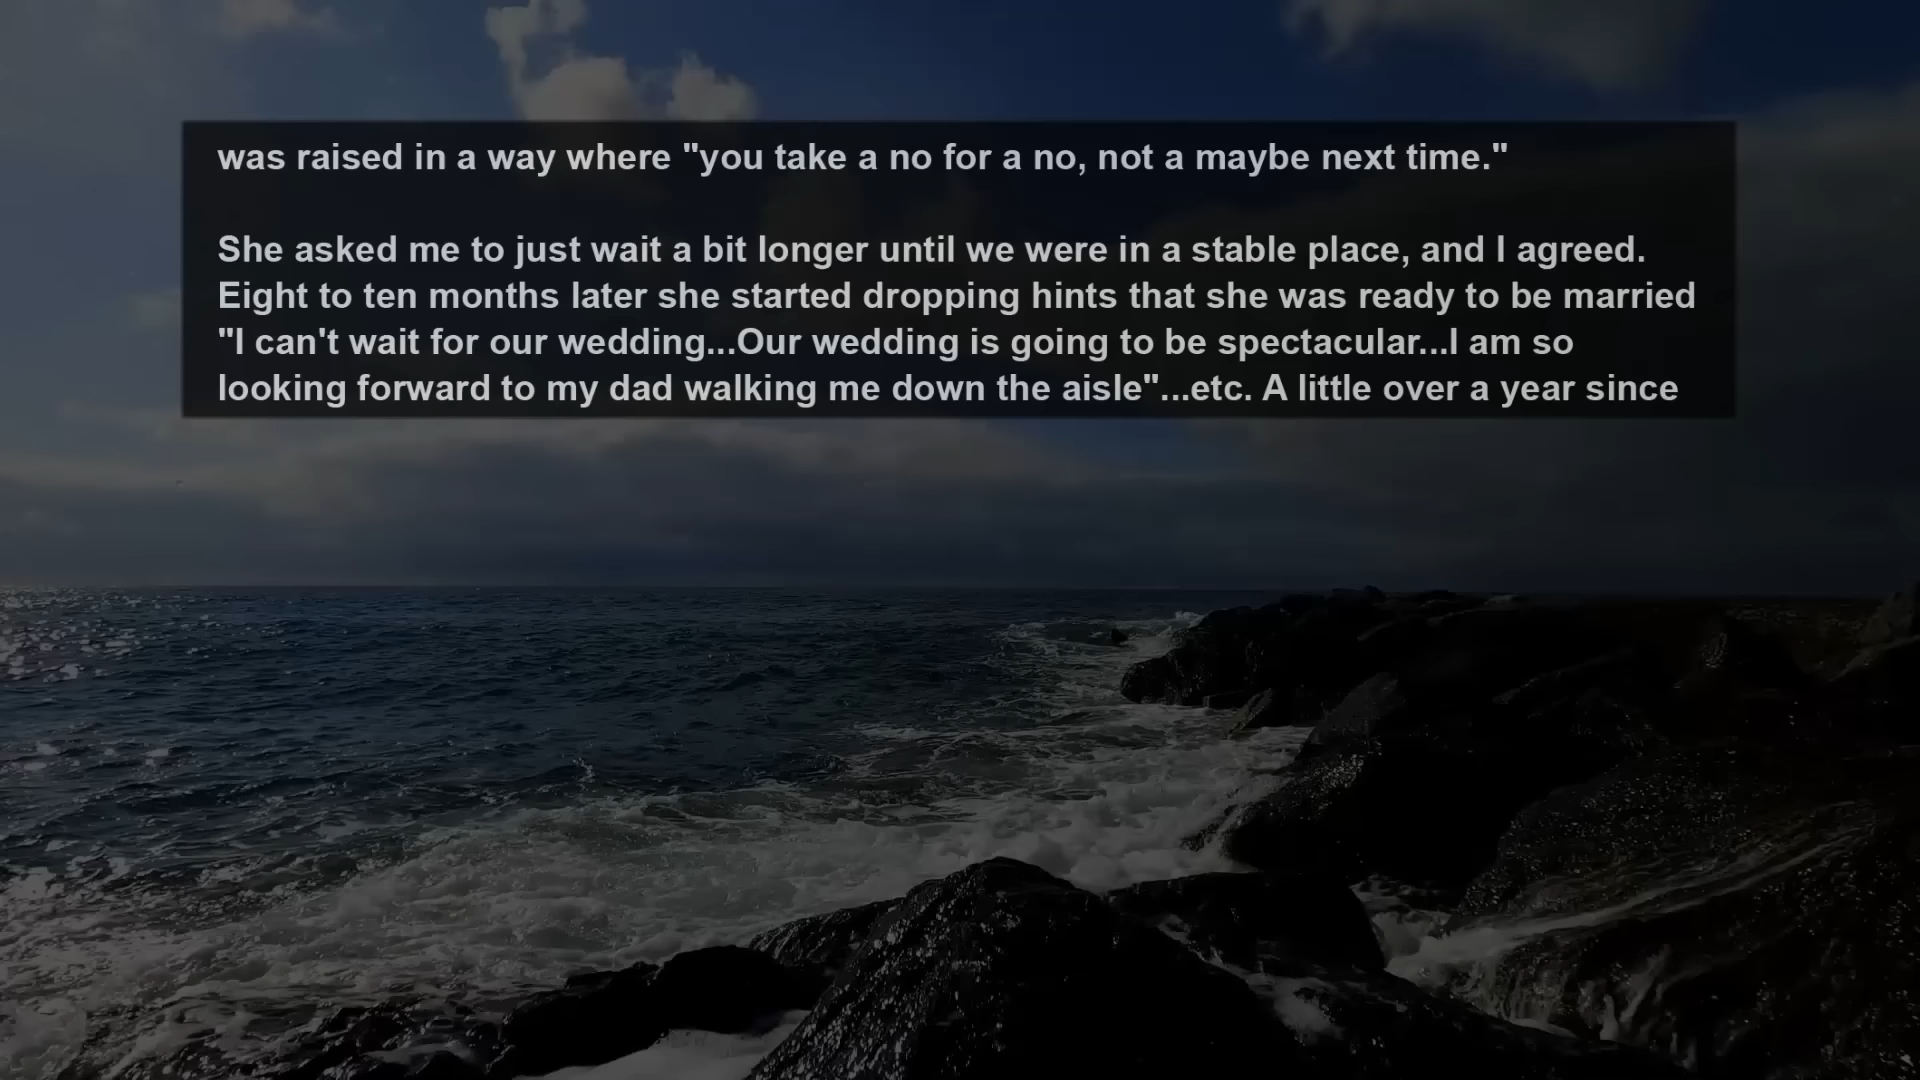 was raised in a way where "you take a no for a no, not a maybe next time."
She asked me to just wait a bit longer until we were in a stable place, and I agreed.
Eight to ten months later she started dropping hints that she was ready to be married
"I can't wait for our wedding...Our wedding is going to be spectacular...I am so
looking forward to my dad walking me down the aisle"...etc. A little over a year since